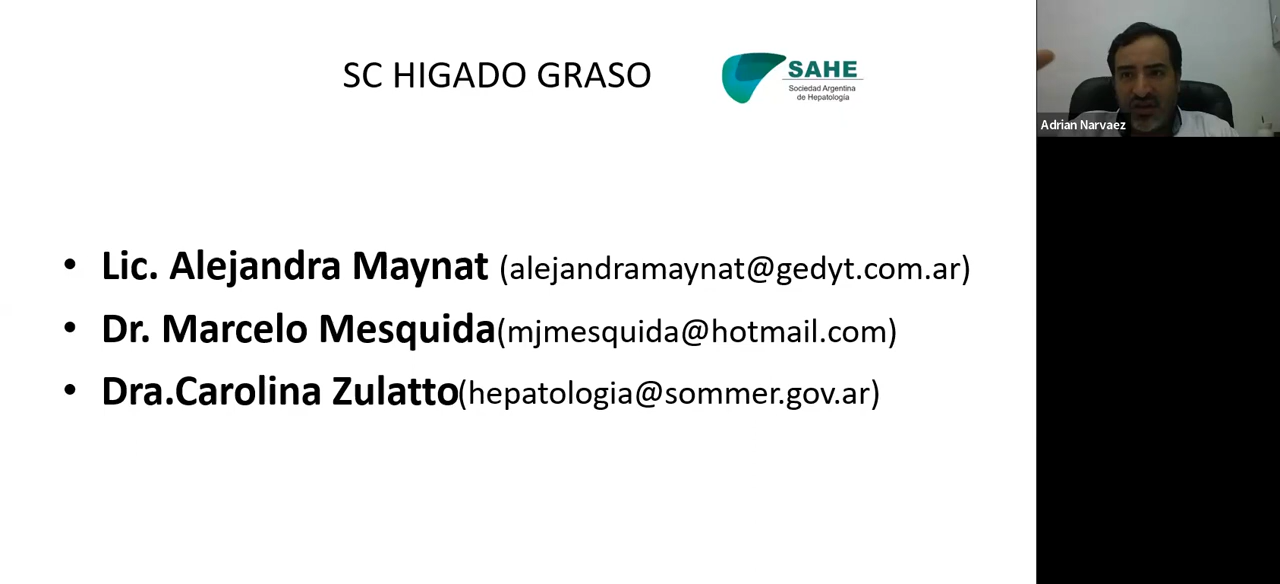 SC HIGADO GRASO
SAHE
Sociedad Argentina
de Hepatología
Adrian Narvaez
• Lic. Alejandra Maynat (alejandramaynat@gedyt.com.ar)
• Dr. Marcelo Mesquida(mjmesquida@hotmail.com)
• Dra.Carolina Zulatto(hepatologia@sommer.gov.ar)